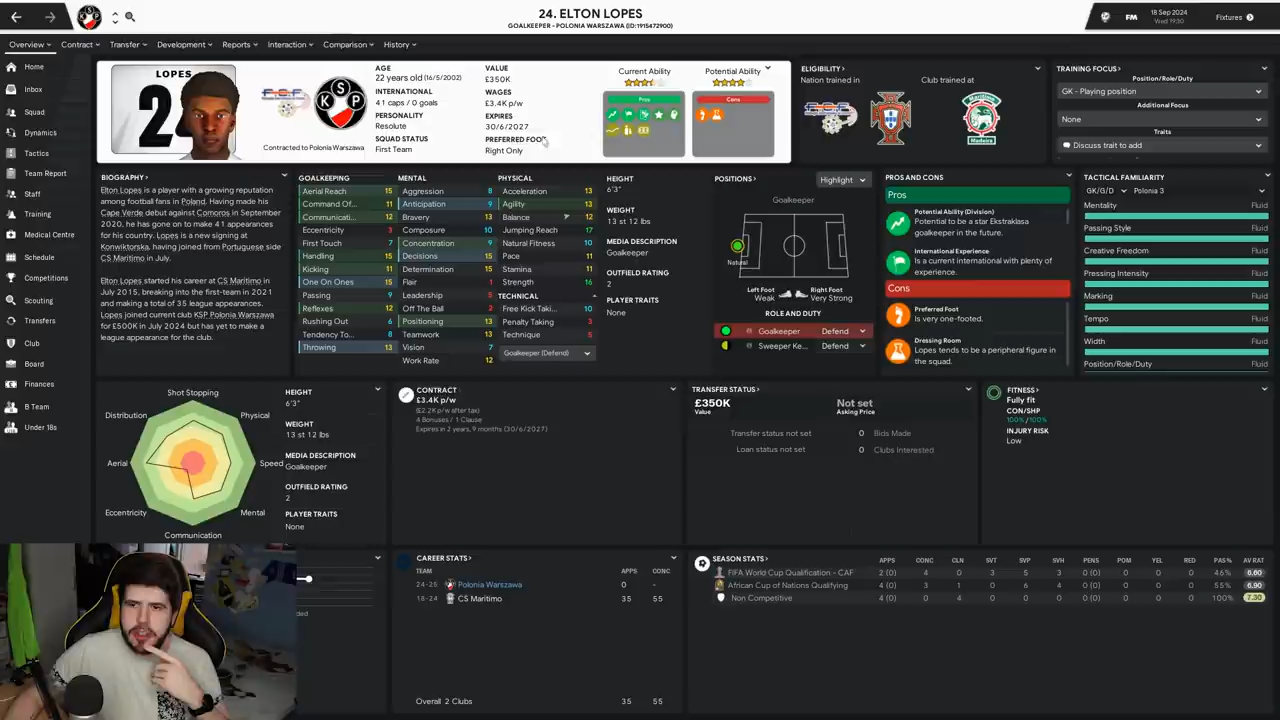 24. ELTON LOPES
GOALKEEPER - POLONIA WARSZAWA (ID:1915472900)
FM
18 Sep 2024
Wed 19:30
Fixtures
Overview
Contract
Transfer
Development
Reports
Interaction
Comparison
History
Home
Inbox
Squad
Dynamics
Tactics
Team Report
Staff
Training
Medical Centre
Schedule
Competitions
Scouting
Transfers
Club
Board
Finances
B Team
Under 18s
LOPES
2
KSP
Contracted to Polonia Warszawa
AGE
22 years old (16/5/2002)
INTERNATIONAL
41 caps / 0 goals
PERSONALITY
Resolute
SQUAD STATUS
First Team
VALUE
£350K
WAGES
£3.4K p/w
EXPIRES
30/6/2027
PREFERRED FOOT
Right Only
Current Ability
Pros
Potential Ability
Cons
ELIGIBILITY
Nation trained in
Club trained at
TRAINING FOCUS
Position/Role/Duty
GK - Playing position
Additional Focus
None
Traits
Discuss trait to add
BIOGRAPHY
Elton Lopes is a player with a growing reputation
among football fans in Poland. Having made his
Cape Verde debut against Comoros in September
2020, he has gone on to make 41 appearances
for his country. Lopes is a new signing at
Konwiktorska, having joined from Portuguese side
CS Marítimo in July.
Elton Lopes started his career at CS Marítimo in
July 2015, breaking into the first-team in 2021
and making a total of 35 league appearances.
Lopes joined current club KSP Polonia Warszawa
for £500K in July 2024 but has yet to make a
league appearance for the club.
GOALKEEPING
Aerial Reach 15
Command Of... 11
Communicati... 12
Eccentricity 3
First Touch 7
Handling 15
Kicking 11
One On Ones 15
Passing 9
Reflexes 12
Rushing Out 6
Tendency To... 8
Throwing 13
MENTAL
Aggression 8
Anticipation 9
Bravery 13
Composure 10
Concentration 9
Decisions 15
Determination 15
Flair 1
Leadership 5
Off The Ball 2
Positioning 13
Teamwork 13
Vision 7
Work Rate 12
PHYSICAL
Acceleration 13
Agility 13
Balance 12
Jumping Reach 17
Natural Fitness 10
Pace 11
Stamina 11
Strength 16
TECHNICAL
Free Kick Taki... 10
Penalty Taking 3
Technique 5
Goalkeeper (Defend)
HEIGHT
6'3"
WEIGHT
13 st 12 lbs
MEDIA DESCRIPTION
Goalkeeper
OUTFIELD RATING
2
PLAYER TRAITS
None
POSITIONS
Highlight
Goalkeeper
Natural
Left Foot
Weak
Right Foot
Very Strong
ROLE AND DUTY
Goalkeeper Defend
Sweeper Ke... Defend
PROS AND CONS
Pros
Potential Ability (Division)
Potential to be a star Ekstraklasa
goalkeeper in the future.
International Experience
Is a current international with plenty of
experience.
Cons
Preferred Foot
Is very one-footed.
Dressing Room
Lopes tends to be a peripheral figure in
the squad.
TACTICAL FAMILIARITY
GK/G/D Polonia 3
Mentality Fluid
Passing Style Fluid
Creative Freedom Fluid
Pressing Intensity Fluid
Marking Fluid
Tempo Fluid
Width Fluid
Position/Role/Duty Fluid
Shot Stopping
Physical
Speed
Mental
Communication
Eccentricity
Aerial
Distribution
HEIGHT
6'3"
WEIGHT
13 st 12 lbs
MEDIA DESCRIPTION
Goalkeeper
OUTFIELD RATING
2
PLAYER TRAITS
None
CONTRACT
£3.4K p/w
(£2.2K p/w after tax)
4 Bonuses / 1 Clause
Expires in 2 years, 9 months (30/6/2027)
TRANSFER STATUS
£350K
Value
Not set
Asking Price
Transfer status not set
0 Bids Made
Loan status not set
0 Clubs Interested
FITNESS
Fully fit
CON/SHP
100% / 100%
INJURY RISK
Low
CAREER STATS
TEAM APPS CONC
24-25 Polonia Warszawa 0 -
18-24 CS Marítimo 35 55
Overall 2 Clubs 35 55
SEASON STATS
APPS CONC CLN SVT SVP SVH PENS POM YEL RED PAS% AV RAT
FIFA World Cup Qualification - CAF 2 (0) 4 0 3 5 3 0 (0) 0 0 0 46% 6.60
African Cup of Nations Qualifying 4 (0) 3 1 0 6 4 0 (0) 0 0 0 55% 6.90
Non Competitive 4 (0) 0 4 0 0 0 0 (0) 0 0 0 100% 7.30